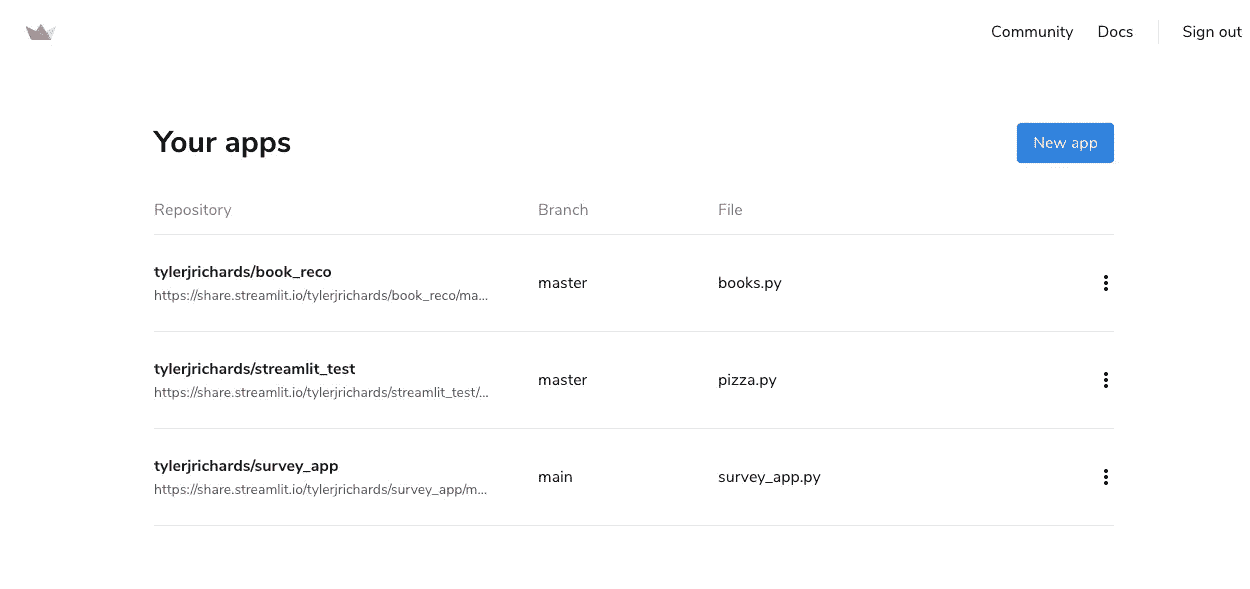 Community Docs Sign out
Your apps New app
Repository Branch File
tylerjrichards/book_reco
https://share.streamlit.io/tylerjrichards/book_reco/ma...
master books.py
tylerjrichards/streamlit_test
https://share.streamlit.io/tylerjrichards/streamlit_test/...
master pizza.py
tylerjrichards/survey_app
https://share.streamlit.io/tylerjrichards/survey_app/m...
main survey_app.py